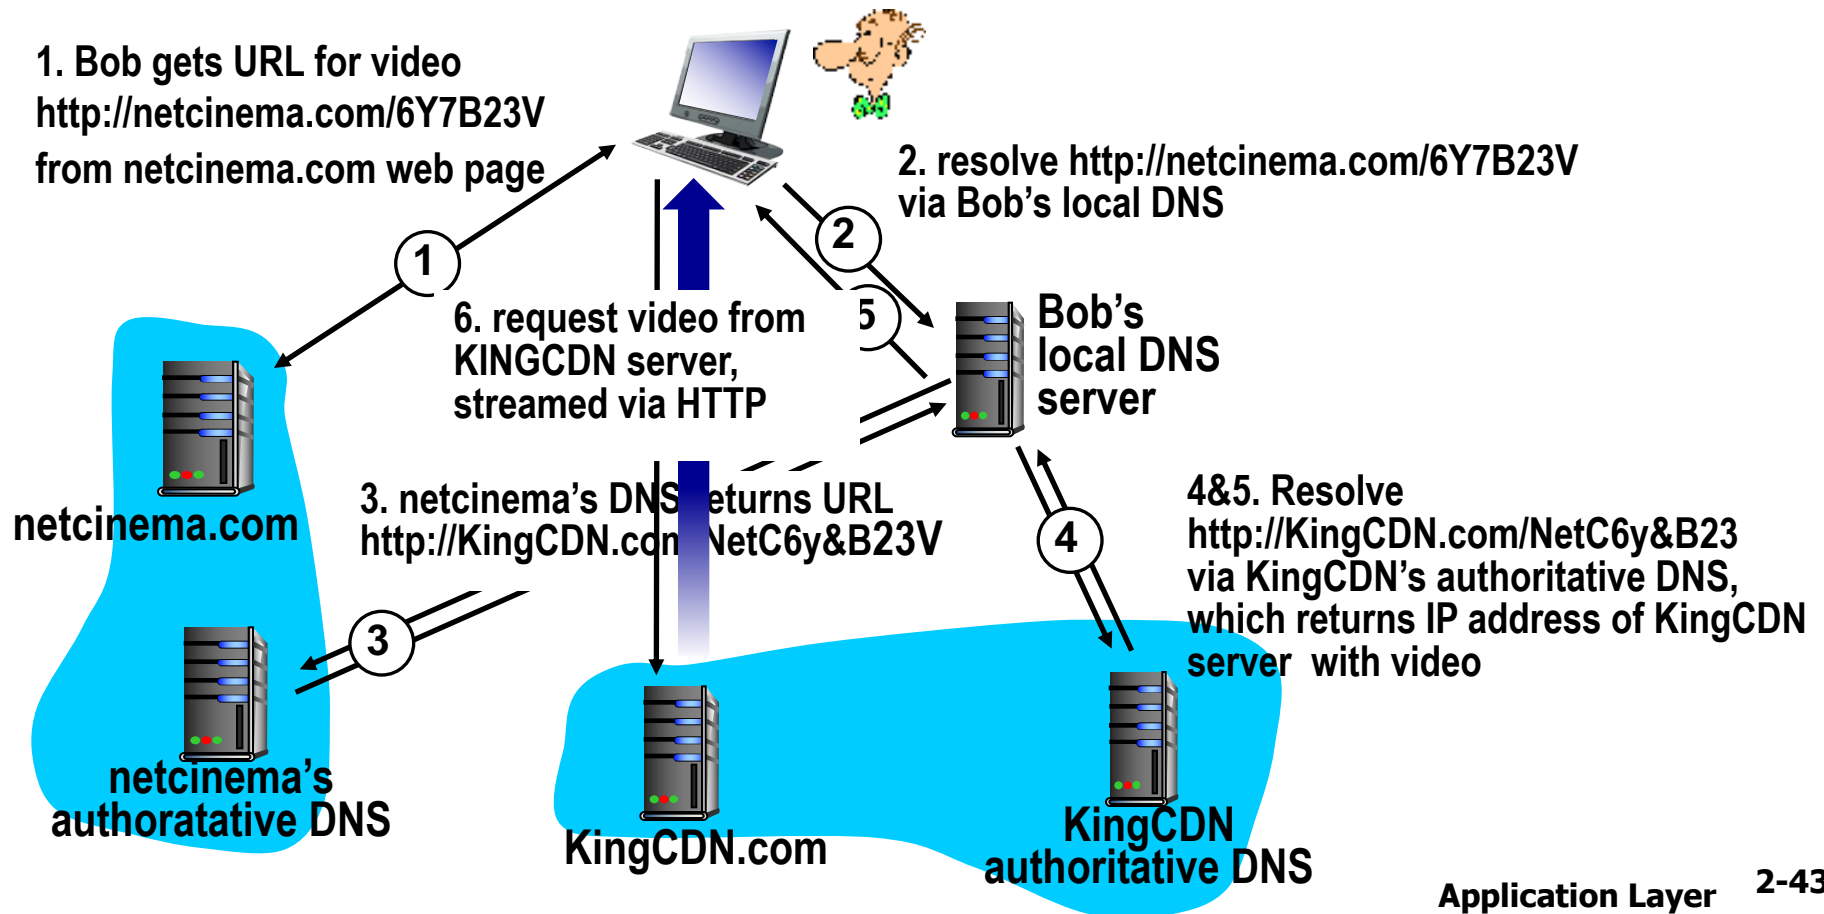 1. Bob gets URL for video
http://netcinema.com/6Y7B23V
from netcinema.com web page
2. resolve http://netcinema.com/6Y7B23V
via Bob's local DNS
1
2
5
6. request video from
KINGCDN server,
streamed via HTTP
Bob's
local DNS
server
netcinema.com
3. netcinema's DNS returns URL
http://KingCDN.com/NetC6y&B23V
4
4&5. Resolve
http://KingCDN.com/NetC6y&B23
via KingCDN's authoritative DNS,
which returns IP address of KingCDN
server with video
3
netcinema's
authoratative DNS
KingCDN.com
KingCDN
authoritative DNS
Application Layer
2-43